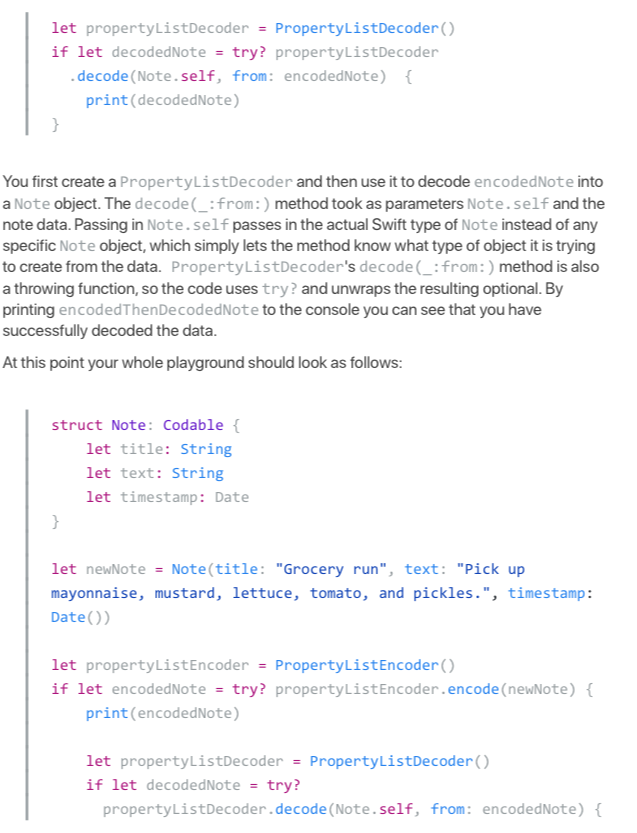 let propertyListDecoder = PropertyListDecoder()
if let decodedNote = try? propertyListDecoder
  .decode(Note.self, from: encodedNote)  {
    print(decodedNote)
}
You first create a PropertyListDecoder and then use it to decode encodedNote into
a Note object. The decode(_:from:) method took as parameters Note.self and the
note data. Passing in Note.self passes in the actual Swift type of Note instead of any
specific Note object, which simply lets the method know what type of object it is trying
to create from the data.  PropertyListDecoder's decode(_:from:) method is also
a throwing function, so the code uses try? and unwraps the resulting optional. By
printing encodedThenDecodedNote to the console you can see that you have
successfully decoded the data.
At this point your whole playground should look as follows:
struct Note: Codable {
    let title: String
    let text: String
    let timestamp: Date
}
let newNote = Note(title: "Grocery run", text: "Pick up
mayonnaise, mustard, lettuce, tomato, and pickles.", timestamp:
Date())
let propertyListEncoder = PropertyListEncoder()
if let encodedNote = try? propertyListEncoder.encode(newNote) {
    print(encodedNote)
    let propertyListDecoder = PropertyListDecoder()
    if let decodedNote = try?
      propertyListDecoder.decode(Note.self, from: encodedNote) {